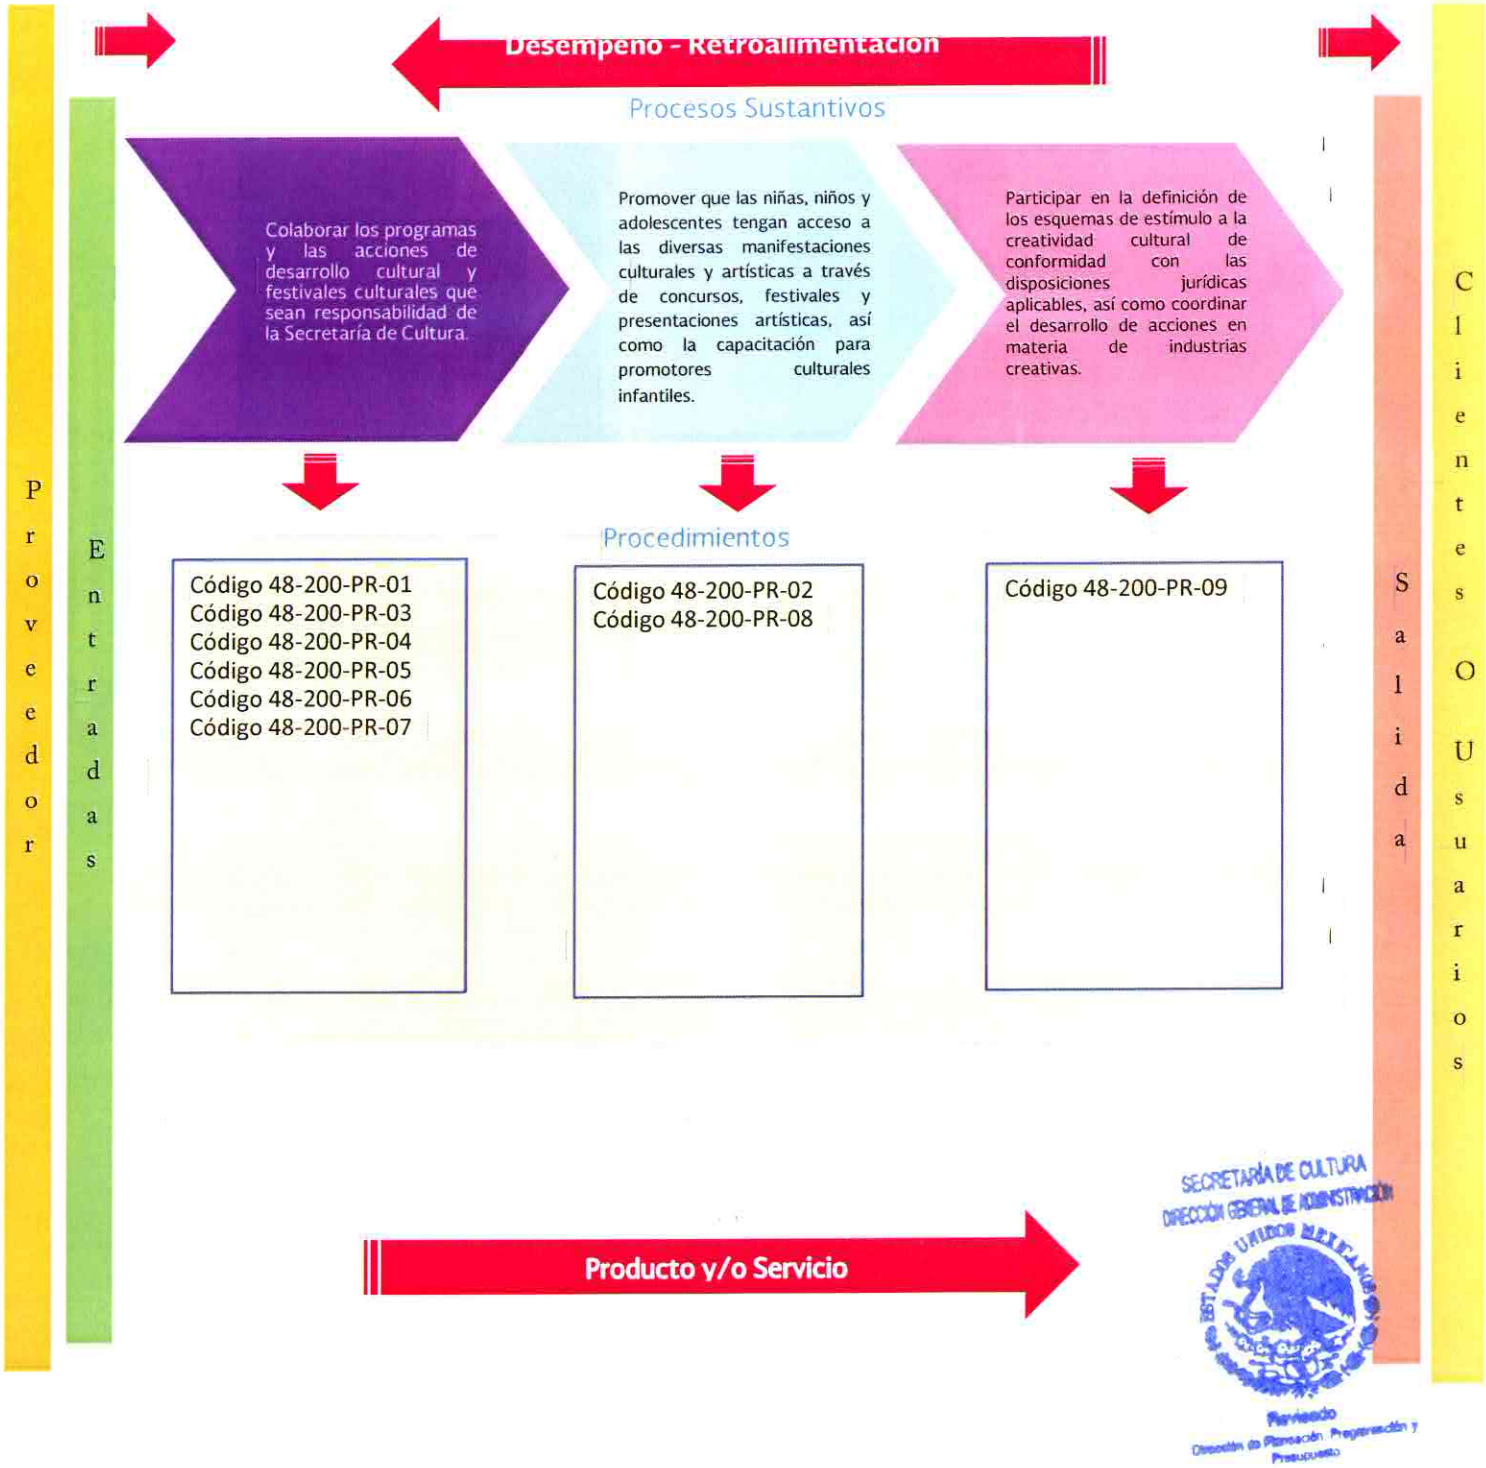 Desempeño - Retroalimentación
Procesos Sustantivos
Colaborar los programas
y las acciones de
desarrollo cultural y
festivales culturales que
sean responsabilidad de
la Secretaría de Cultura.
Promover que las niñas, niños y
adolescentes tengan acceso a
las diversas manifestaciones
culturales y artísticas a través
de concursos, festivales y
presentaciones artísticas, así
como la capacitación para
promotores culturales
infantiles.
Participar en la definición de
los esquemas de estímulo a la
creatividad cultural de
conformidad con las
disposiciones jurídicas
aplicables, así como coordinar
el desarrollo de acciones en
materia de industrias
creativas.
Proveedor
Entradas
Procedimientos
Código 48-200-PR-01
Código 48-200-PR-03
Código 48-200-PR-04
Código 48-200-PR-05
Código 48-200-PR-06
Código 48-200-PR-07
Código 48-200-PR-02
Código 48-200-PR-08
Código 48-200-PR-09
Salida
Clientes O Usuarios
Producto y/o Servicio
SECRETARÍA DE CULTURA
DIRECCIÓN GENERAL DE ADMINISTRACIÓN
ESTADOS UNIDOS MEXICANOS
Revisado
Dirección de Planeación, Programación y
Presupuesto